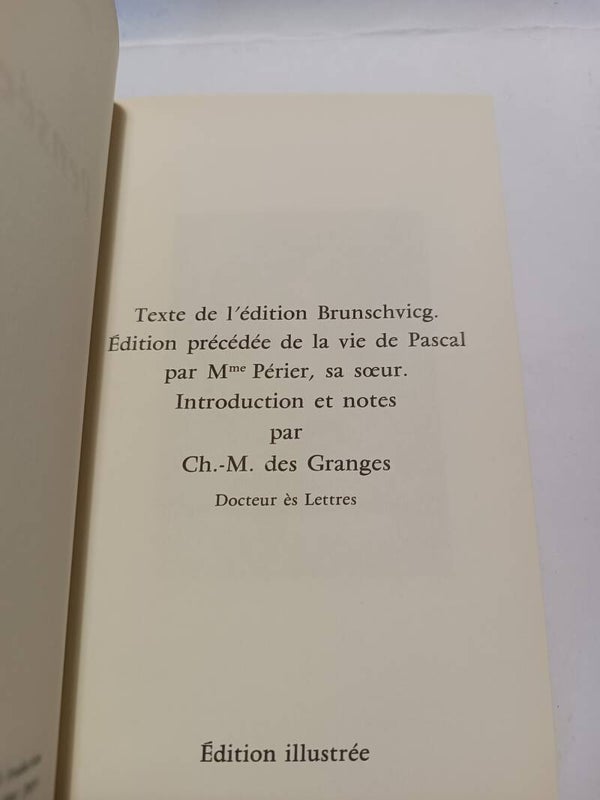 Texte de l'édition Brunschvicg.
Édition précédée de la vie de Pascal
par Mme Périer, sa sœur.
Introduction et notes
par
Ch.-M. des Granges
Docteur ès Lettres
Édition illustrée